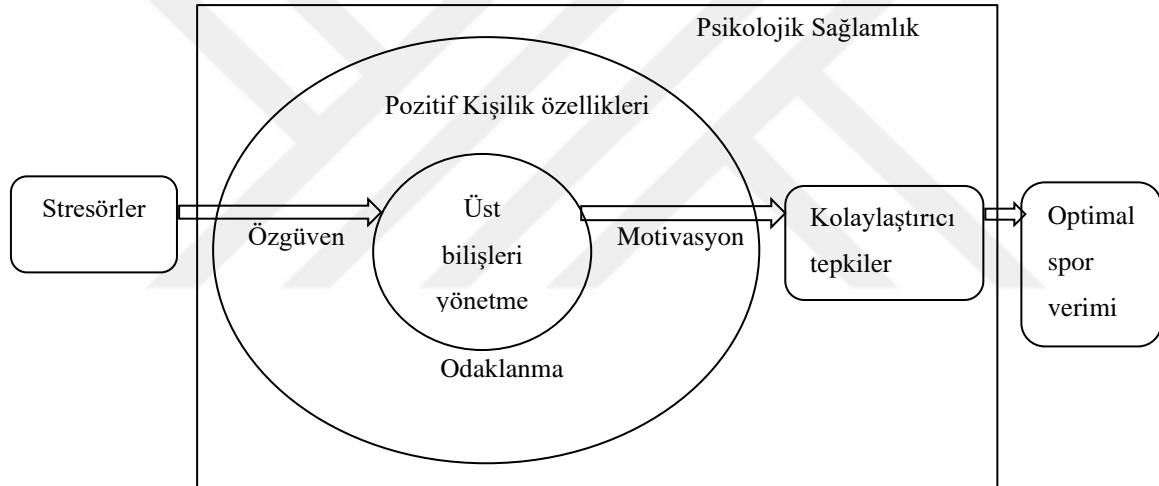 Psikolojik Sağlamlık
Pozitif Kişilik özellikleri
Stresörler
Özgüven
Üst
bilişleri
yönetme
Motivasyon
Odaklanma
Kolaylaştırıcı
tepkiler
Optimal
spor
verimi